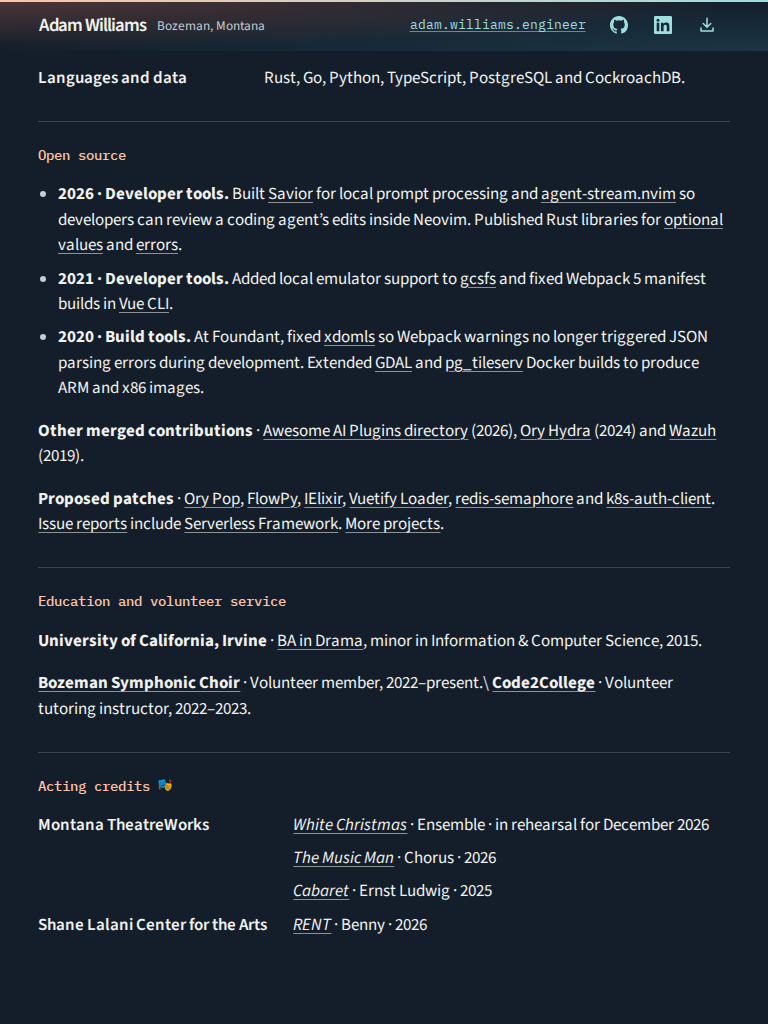 Adam Williams Bozeman, Montana adam.williams.engineer
Languages and data Rust, Go, Python, TypeScript, PostgreSQL and CockroachDB.
Open source
• 2026 · Developer tools. Built Savior for local prompt processing and agent-stream.nvim so
developers can review a coding agent’s edits inside Neovim. Published Rust libraries for optional
values and errors.
• 2021 · Developer tools. Added local emulator support to gcsfs and fixed Webpack 5 manifest
builds in Vue CLI.
• 2020 · Build tools. At Foundant, fixed xdomls so Webpack warnings no longer triggered JSON
parsing errors during development. Extended GDAL and pg_tileserv Docker builds to produce
ARM and x86 images.
Other merged contributions · Awesome AI Plugins directory (2026), Ory Hydra (2024) and Wazuh
(2019).
Proposed patches · Ory Pop, FlowPy, IElixir, Vuetify Loader, redis-semaphore and k8s-auth-client.
Issue reports include Serverless Framework. More projects.
Education and volunteer service
University of California, Irvine · BA in Drama, minor in Information & Computer Science, 2015.
Bozeman Symphonic Choir · Volunteer member, 2022–present.\ Code2College · Volunteer
tutoring instructor, 2022–2023.
Acting credits 🎭
Montana TheatreWorks White Christmas · Ensemble · in rehearsal for December 2026
The Music Man · Chorus · 2026
Cabaret · Ernst Ludwig · 2025
Shane Lalani Center for the Arts RENT · Benny · 2026